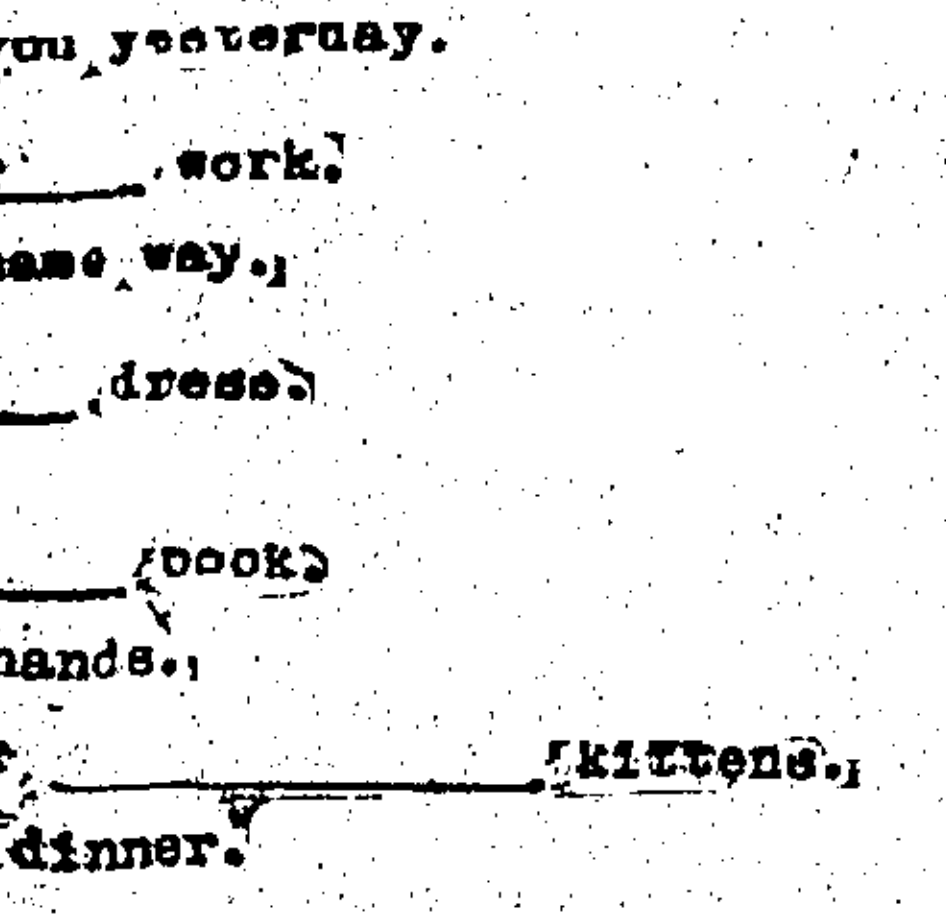 you yesterday.
work.
same way.
dress.
book.
hands.
kittens.
dinner.